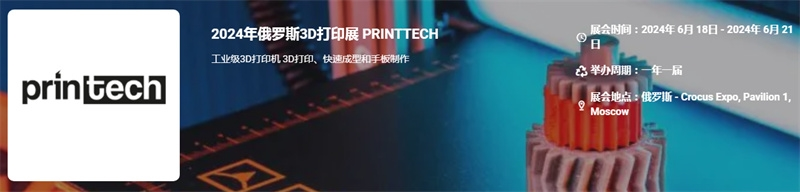 printech
2024年俄罗斯3D打印展 PRINTTECH
工业级3D打印机 3D打印、快速成型和手板制作
展会时间：2024年 6月 18日 - 2024年 6月 21
日
举办周期：一年一届
展会地点：俄罗斯 - Crocus Expo, Pavilion 1,
Moscow